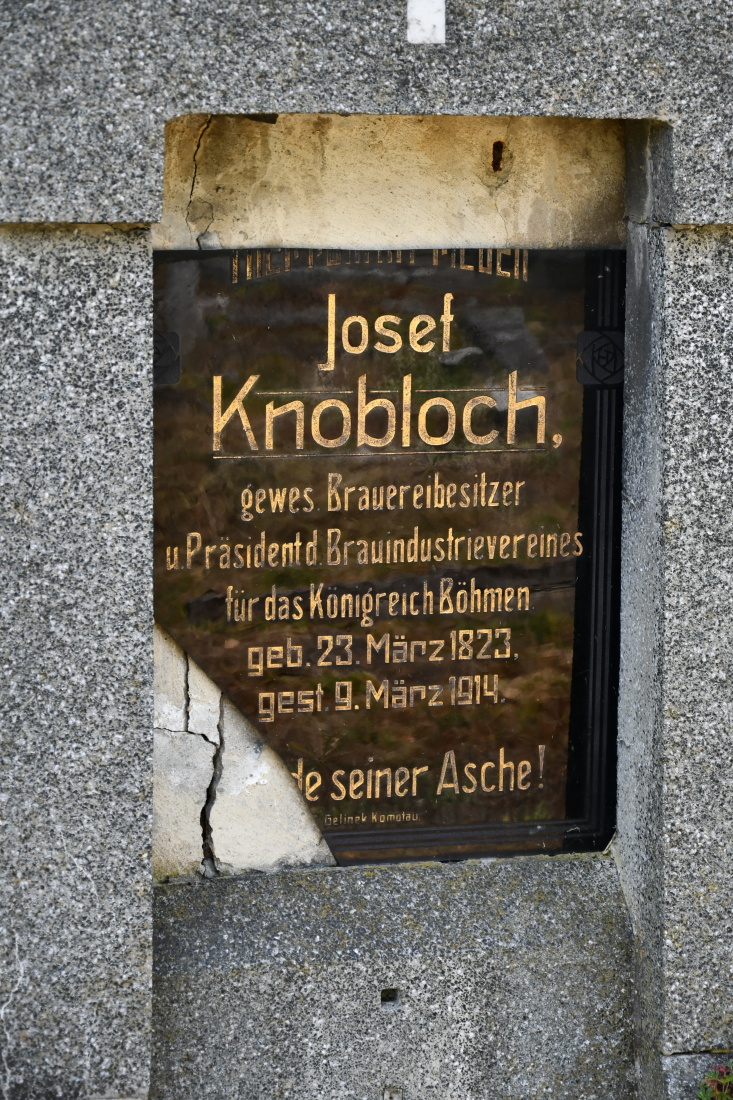 Josef
Knobloch,
gewes. Brauereibesitzer
u. Präsident d. Brauindustrievereines
für das Königreich Böhmen
geb. 23. März 1823,
gest. 9. März 1914.
de seiner Asche!
Gelinek Komotau.